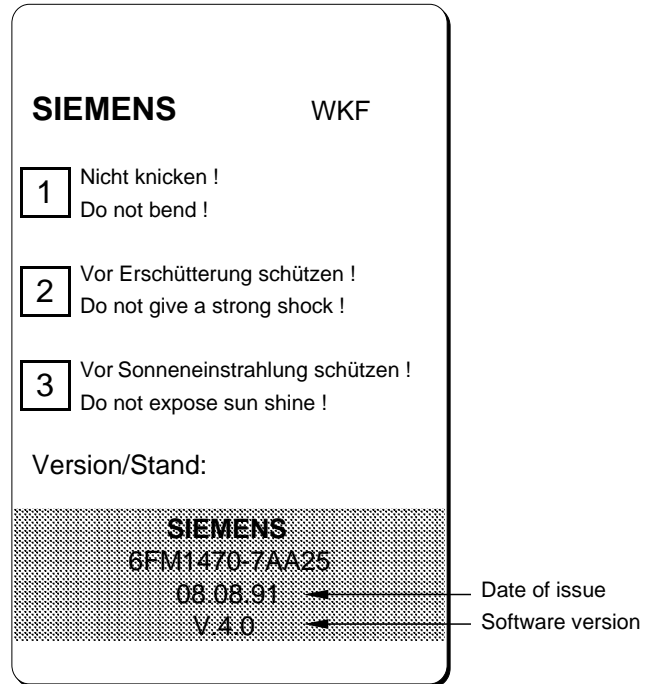 SIEMENS WKF
1 Nicht knicken !
Do not bend !
2 Vor Erschütterung schützen !
Do not give a strong shock !
3 Vor Sonneneinstrahlung schützen !
Do not expose sun shine !
Version/Stand:
SIEMENS
6FM1470-7AA25
08.08.91 Date of issue
V.4.0 Software version